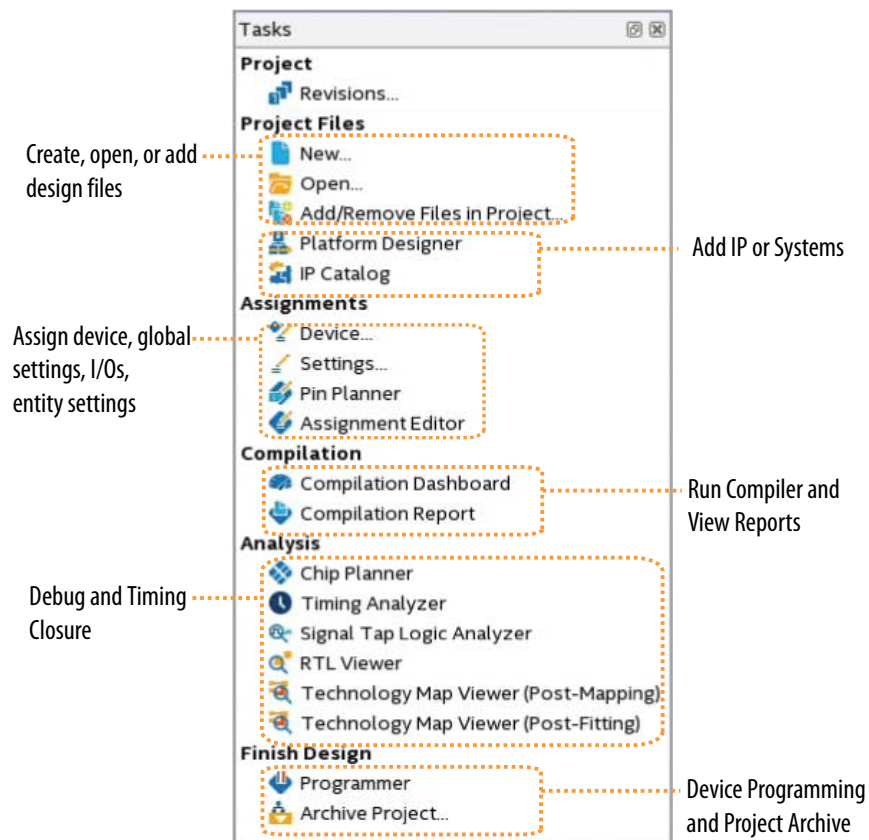 Tasks
Project
Revisions...
Project Files
Create, open, or add
design files
New...
Open...
Add/Remove Files in Project...
Platform Designer
IP Catalog
Add IP or Systems
Assignments
Assign device, global
settings, I/Os,
entity settings
Device...
Settings...
Pin Planner
Assignment Editor
Compilation
Compilation Dashboard
Compilation Report
Run Compiler and
View Reports
Analysis
Debug and Timing
Closure
Chip Planner
Timing Analyzer
Signal Tap Logic Analyzer
RTL Viewer
Technology Map Viewer (Post-Mapping)
Technology Map Viewer (Post-Fitting)
Finish Design
Programmer
Archive Project...
Device Programming
and Project Archive